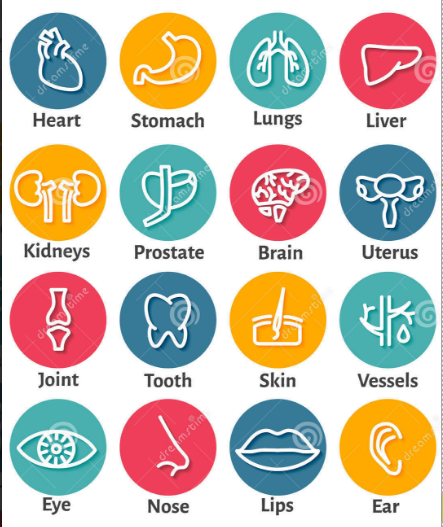 Heart
Stomach
Lungs
Liver
Kidneys
Prostate
Brain
Uterus
Joint
Tooth
Skin
Vessels
Eye
Nose
Lips
Ear